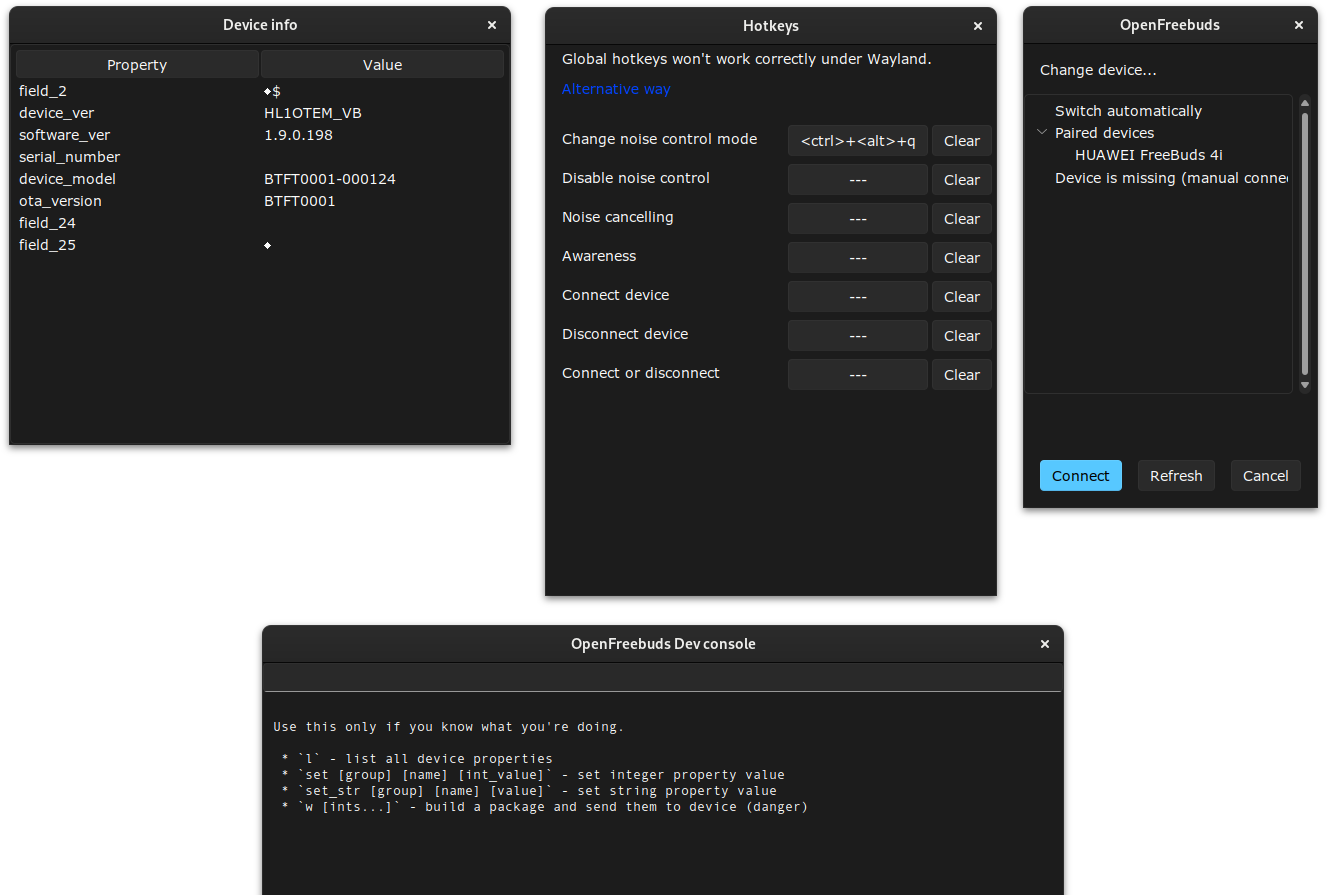 Device info
Property Value
field_2 ◆$
device_ver HL1OTEM_VB
software_ver 1.9.0.198
serial_number
device_model BTFT0001-000124
ota_version BTFT0001
field_24
field_25 ◆
Hotkeys
Global hotkeys won't work correctly under Wayland.
Alternative way
Change noise control mode <ctrl>+<alt>+q Clear
Disable noise control --- Clear
Noise cancelling --- Clear
Awareness --- Clear
Connect device --- Clear
Disconnect device --- Clear
Connect or disconnect --- Clear
OpenFreebuds
Change device...
Switch automatically
Paired devices
HUAWEI FreeBuds 4i
Device is missing (manual conne
Connect Refresh Cancel
OpenFreebuds Dev console
Use this only if you know what you're doing.
* `l` - list all device properties
* `set [group] [name] [int_value]` - set integer property value
* `set_str [group] [name] [value]` - set string property value
* `w [ints...]` - build a package and send them to device (danger)